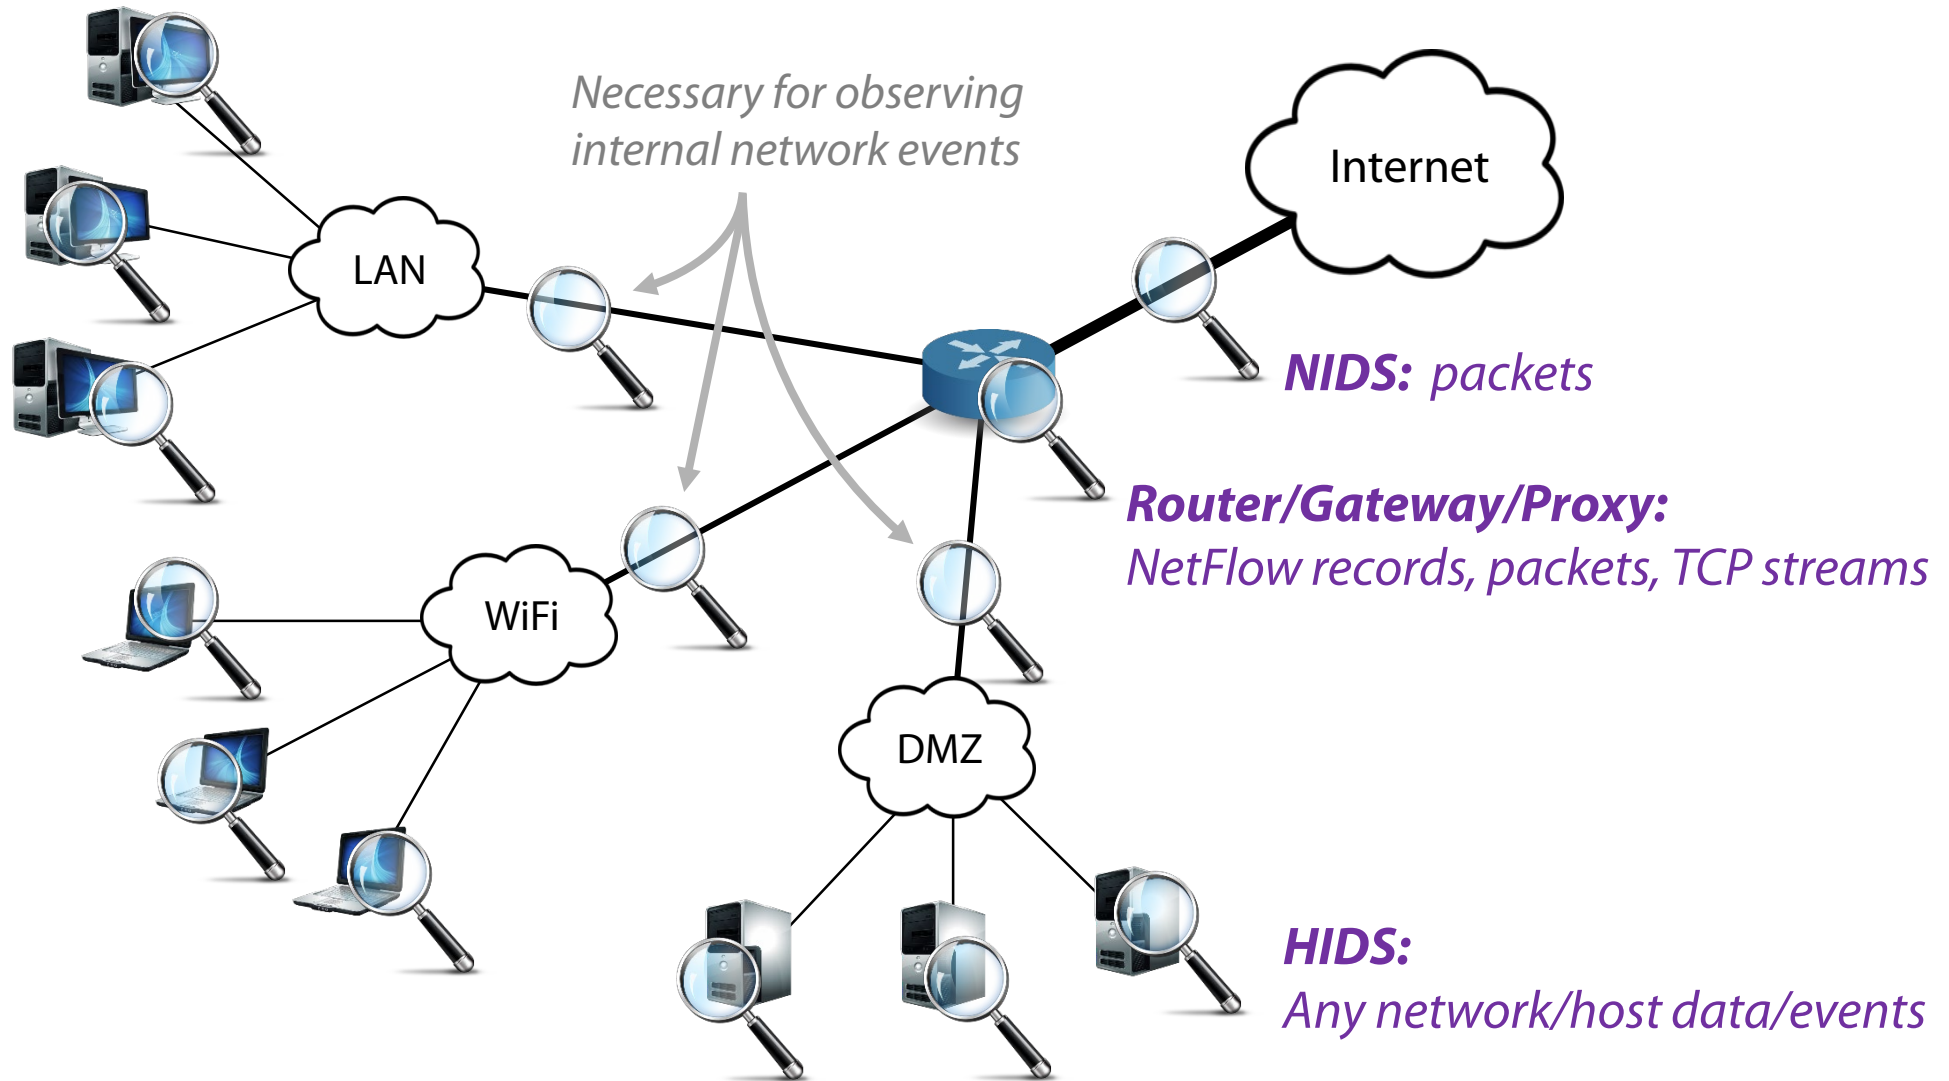 Necessary for observing
internal network events
Internet
LAN
NIDS: packets
Router/Gateway/Proxy:
NetFlow records, packets, TCP streams
WiFi
DMZ
HIDS:
Any network/host data/events